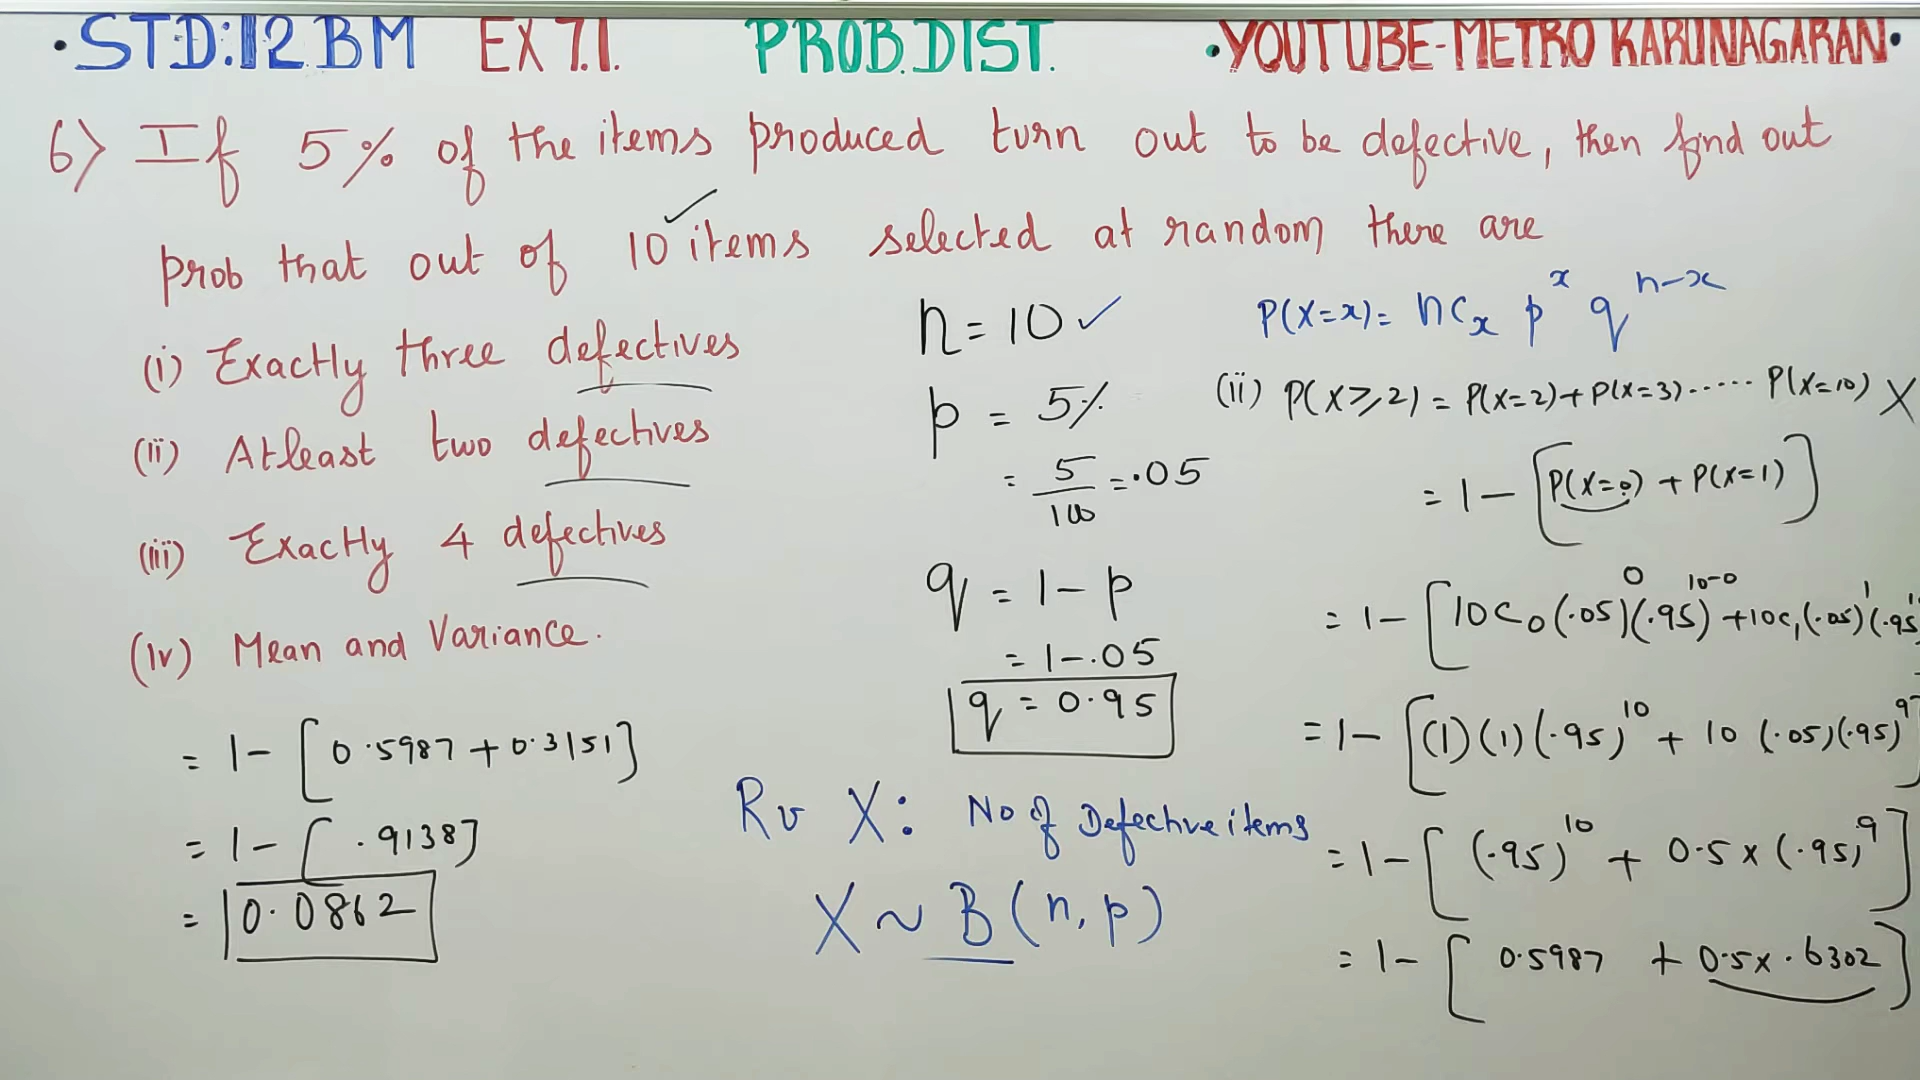 •STD:12 BM EX 7.1. PROB.DIST. •YOUTUBE-METRO KARUNAGARAN•
6) If 5% of the items produced turn out to be defective, then find out
prob that out of 10 items selected at random there are
(i) Exactly three defectives
(ii) Atleast two defectives
(iii) Exactly 4 defectives
(iv) Mean and Variance.
= 1 - [0.5987 + 0.3151]
= 1 - [.9138]
= 0.0862
n = 10 ✓
p = 5%
= 5/100 = .05
q = 1 - p
= 1 - .05
q = 0.95
Rv X: No of Defective items
X ~ B(n, p)
P(X=x) = nCx p^x q^n-x
(ii) P(X≥2) = P(X=2) + P(X=3) ..... P(X=10) X
= 1 - [P(X=0) + P(X=1)]
= 1 - [10C0 (.05)^0 (.95)^10-0 + 10C1 (.05)^1 (.95)
= 1 - [(1)(1)(.95)^10 + 10 (.05)(.95)^9]
= 1 - [(.95)^10 + 0.5 x (.95)^9]
= 1 - [0.5987 + 0.5 x .6302]